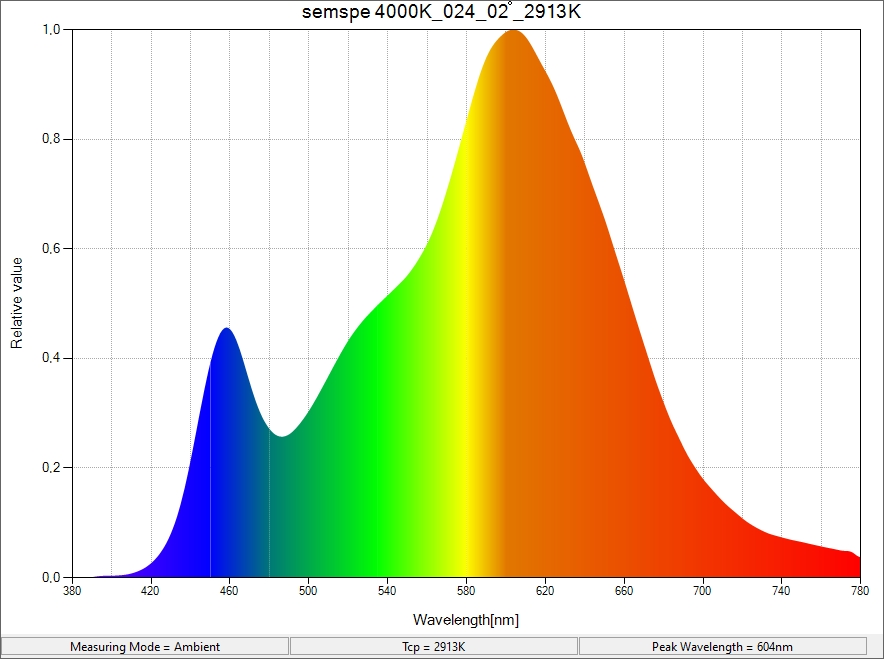 semspe 4000K_024_02°_2913K
1.0
0.8
0.6
0.4
0.2
0.0
Relative value
380 420 460 500 540 580 620 660 700 740 780
Wavelength[nm]
Measuring Mode = Ambient Tcp = 2913K Peak Wavelength = 604nm